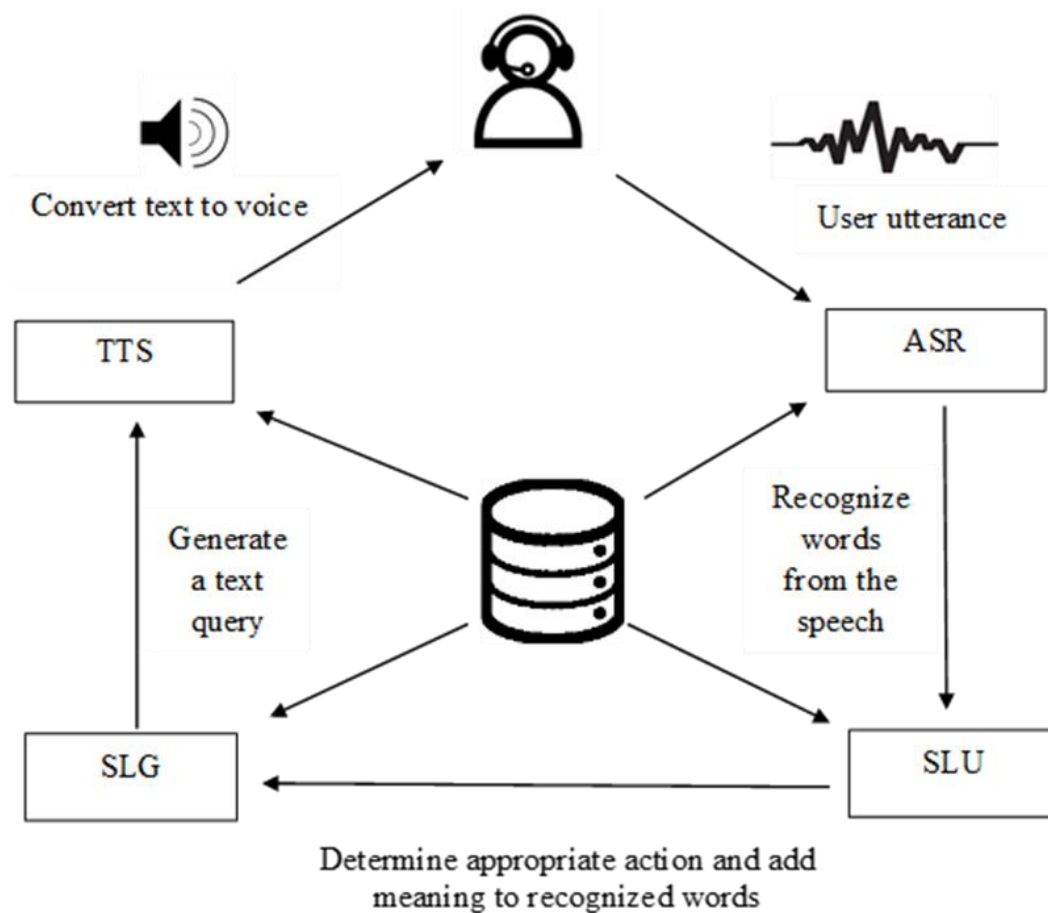 Convert text to voice
User utterance
TTS
ASR
Generate
a text
query
Recognize
words
from the
speech
SLG
SLU
Determine appropriate action and add
meaning to recognized words